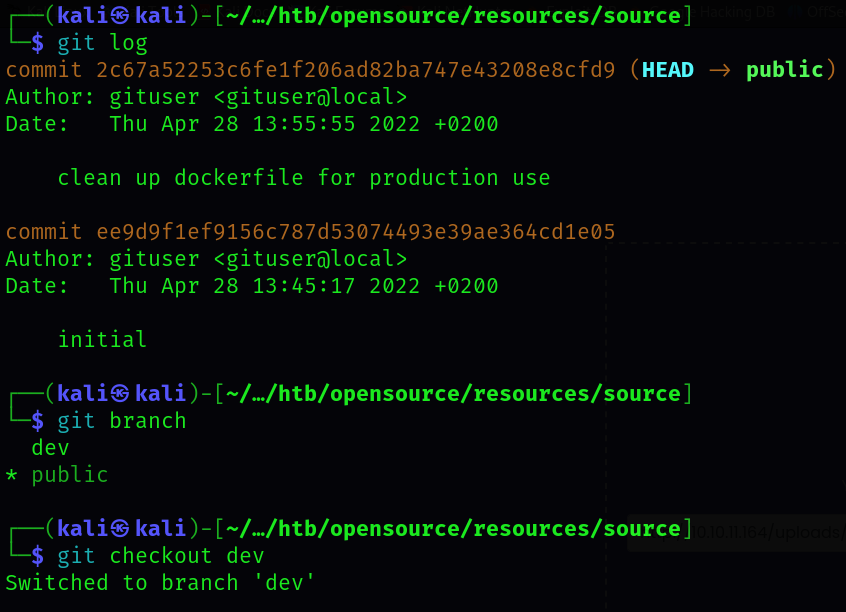 ┌──(kali㉿kali)-[~/…/htb/opensource/resources/source]
└─$ git log
commit 2c67a52253c6fe1f206ad82ba747e43208e8cfd9 (HEAD -> public)
Author: gituser <gituser@local>
Date:   Thu Apr 28 13:55:55 2022 +0200
    clean up dockerfile for production use
commit ee9d9f1ef9156c787d53074493e39ae364cd1e05
Author: gituser <gituser@local>
Date:   Thu Apr 28 13:45:17 2022 +0200
    initial
┌──(kali㉿kali)-[~/…/htb/opensource/resources/source]
└─$ git branch
  dev
* public
┌──(kali㉿kali)-[~/…/htb/opensource/resources/source]
└─$ git checkout dev
Switched to branch 'dev'